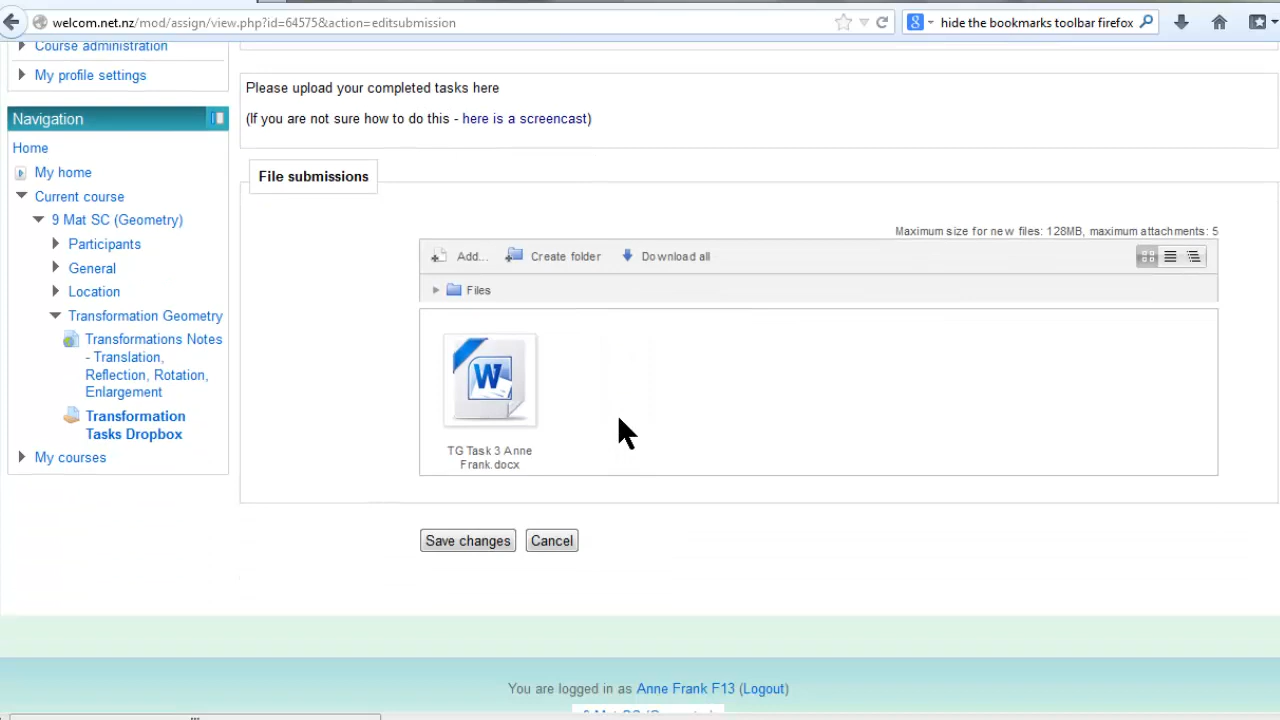 welcom.net.nz/mod/assign/view.php?id=64575&action=editsubmission
hide the bookmarks toolbar firefox
Course administration
My profile settings
Navigation
Home
My home
Current course
9 Mat SC (Geometry)
Participants
General
Location
Transformation Geometry
Transformations Notes
- Translation,
Reflection, Rotation,
Enlargement
Transformation
Tasks Dropbox
My courses
Please upload your completed tasks here
(If you are not sure how to do this - here is a screencast)
File submissions
Maximum size for new files: 128MB, maximum attachments: 5
Add...
Create folder
Download all
Files
TG Task 3 Anne
Frank.docx
Save changes
Cancel
You are logged in as Anne Frank F13 (Logout)